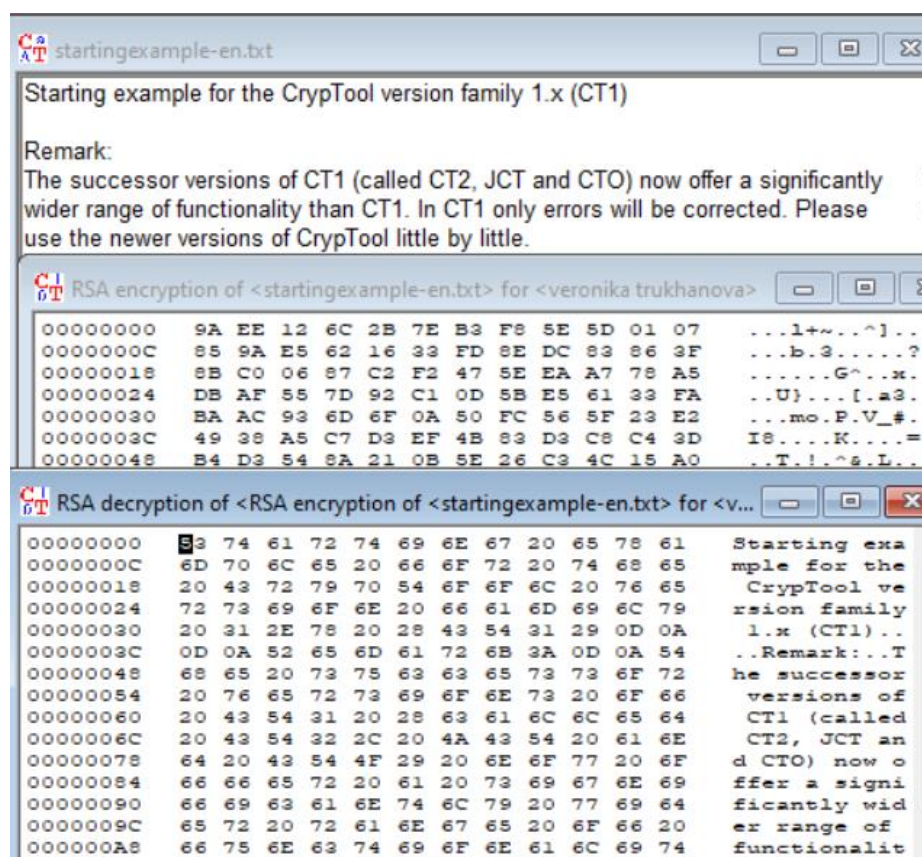 startingexample-en.txt
Starting example for the CrypTool version family 1.x (CT1)
Remark:
The successor versions of CT1 (called CT2, JCT and CTO) now offer a significantly
wider range of functionality than CT1. In CT1 only errors will be corrected. Please
use the newer versions of CrypTool little by little.
RSA encryption of <startingexample-en.txt> for <veronika trukhanova>
00000000 9A EE 12 6C 2B 7E B3 F8 5E 5D 01 07 ...l+~..^]..
0000000C 85 9A E5 62 16 33 FD 8E DC 83 86 3F ...b.3.....?
00000018 8B C0 06 87 C2 F2 47 5E EA A7 78 A5 ......G^..x.
00000024 DB AF 55 7D 92 C1 0D 5B E5 61 33 FA ..U}...[.a3.
00000030 BA AC 93 6D 6F 0A 50 FC 56 5F 23 E2 ...mo.P.V_#.
0000003C 49 38 A5 C7 D3 EF 4B 83 D3 C8 C4 3D I8....K....=
00000048 B4 D3 54 8A 21 0B 5E 26 C3 4C 15 A0 ..T.!.^&.L..
RSA decryption of <RSA encryption of <startingexample-en.txt> for <v...
00000000 53 74 61 72 74 69 6E 67 20 65 78 61 Starting exa
0000000C 6D 70 6C 65 20 66 6F 72 20 74 68 65 mple for the
00000018 20 43 72 79 70 54 6F 6F 6C 20 76 65 CrypTool ve
00000024 72 73 69 6F 6E 20 66 61 6D 69 6C 79 rsion family
00000030 20 31 2E 78 20 28 43 54 31 29 0D 0A 1.x (CT1)..
0000003C 0D 0A 52 65 6D 61 72 6B 3A 0D 0A 54 ..Remark:..T
00000048 68 65 20 73 75 63 63 65 73 73 6F 72 he successor
00000054 20 76 65 72 73 69 6F 6E 73 20 6F 66 versions of
00000060 20 43 54 31 20 28 63 61 6C 6C 65 64 CT1 (called
0000006C 20 43 54 32 2C 20 4A 43 54 20 61 6E CT2, JCT an
00000078 64 20 43 54 4F 29 20 6E 6F 77 20 6F d CTO) now o
00000084 66 66 65 72 20 61 20 73 69 67 6E 69 ffer a signi
00000090 66 69 63 61 6E 74 6C 79 20 77 69 64 ficantly wid
0000009C 65 72 20 72 61 6E 67 65 20 6F 66 20 er range of
000000A8 66 75 6E 63 74 69 6F 6E 61 6C 69 74 functionalit